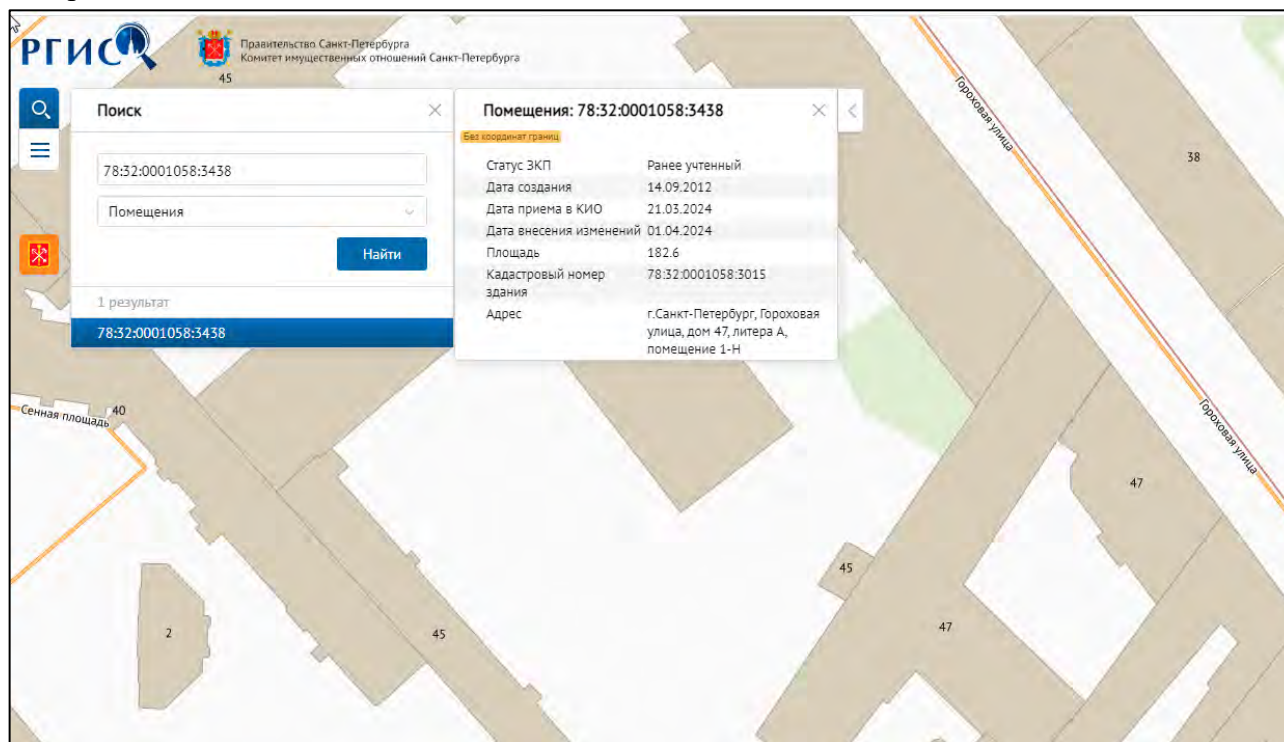 РГИС
Правительство Санкт-Петербурга
Комитет имущественных отношений Санкт-Петербурга
45
Поиск
78:32:0001058:3438
Помещения
Найти
1 результат
78:32:0001058:3438
Помещения: 78:32:0001058:3438
Без координат границ
Статус ЗКП Ранее учтенный
Дата создания 14.09.2012
Дата приема в КИО 21.03.2024
Дата внесения изменений 01.04.2024
Площадь 182.6
Кадастровый номер 78:32:0001058:3015
здания
Адрес г.Санкт-Петербург, Гороховая
улица, дом 47, литера А,
помещение 1-Н
Гороховая улица
38
Сенная площадь
40
Гороховая улица
47
45
2
45
47